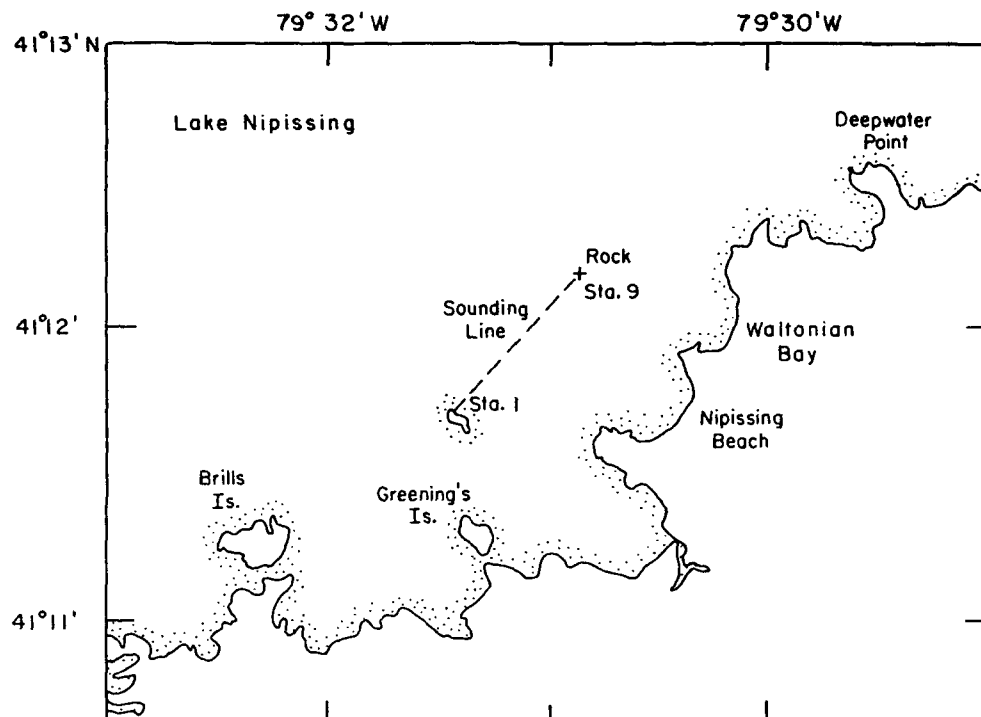 79° 32' W
79° 30' W
41° 13' N
Lake Nipissing
Deepwater
Point
Rock
Sta. 9
Sounding
Line
41° 12'
Waltonian
Bay
Sta. 1
Nipissing
Beach
Brills
Is.
Greening's
Is.
41° 11'